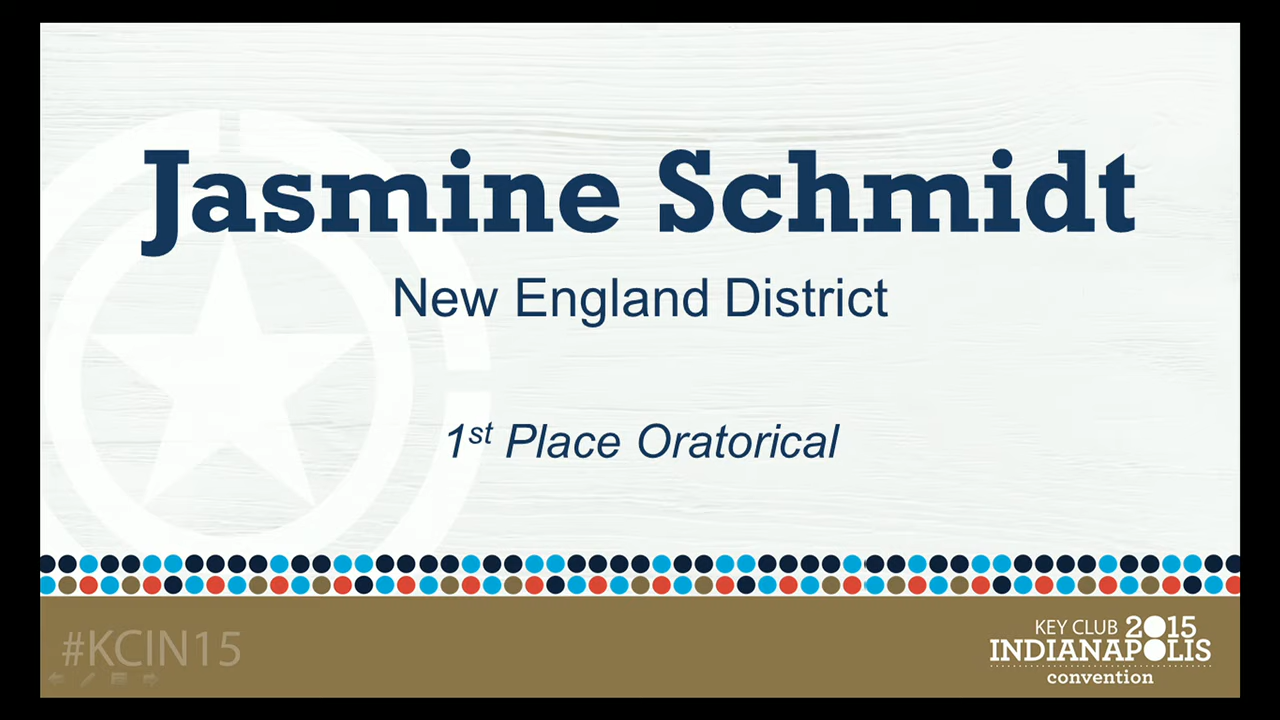 Jasmine Schmidt
New England District
1st Place Oratorical
#KCIN15
KEY CLUB 2015
INDIANAPOLIS
convention